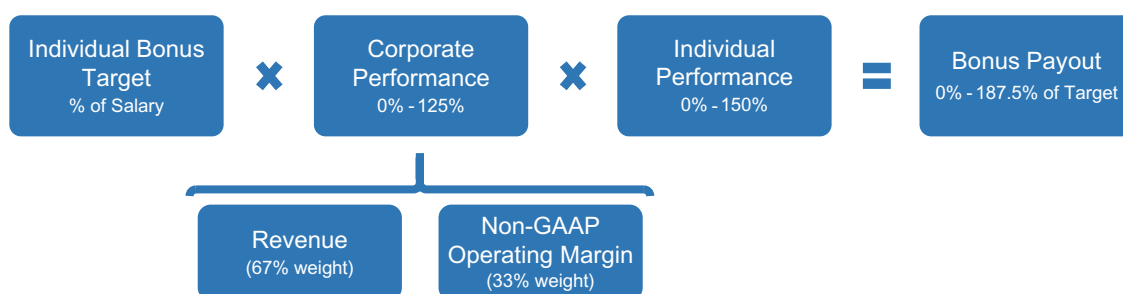 Individual Bonus
Target
% of Salary
Corporate
Performance
0% - 125%
Individual
Performance
0% - 150%
Bonus Payout
0% - 187.5% of Target
Revenue
(67% weight)
Non-GAAP
Operating Margin
(33% weight)